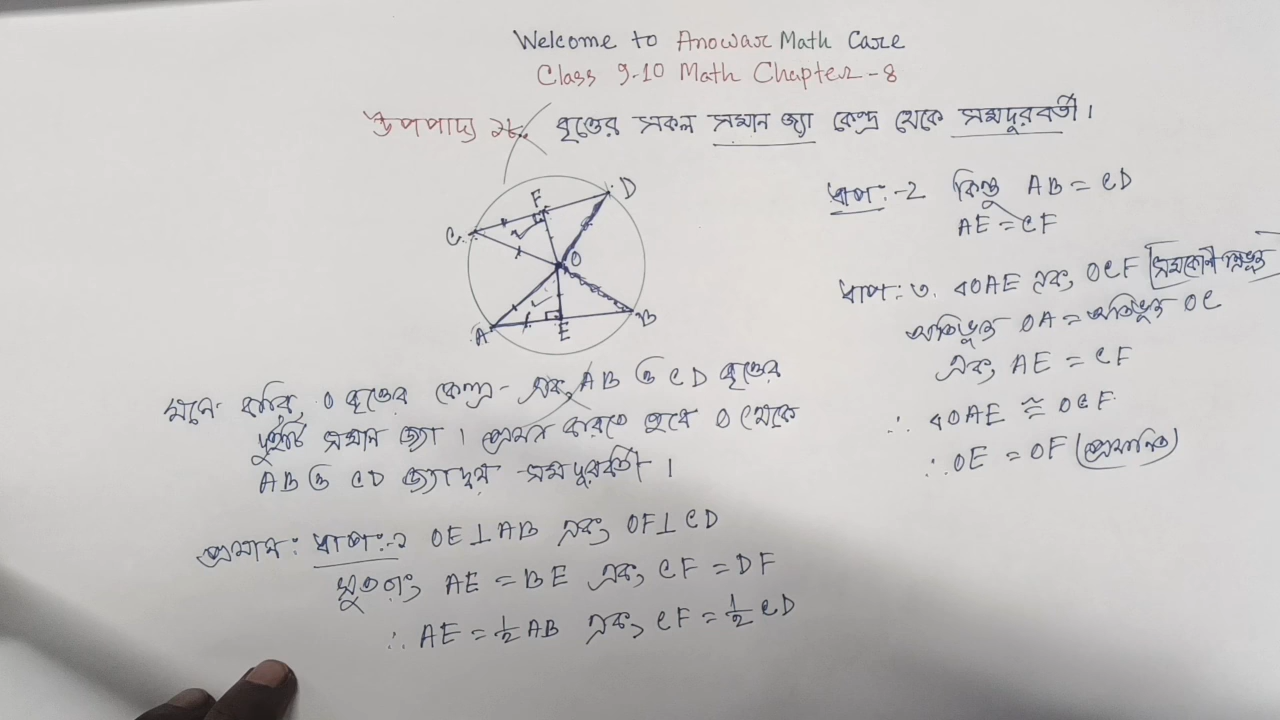 Welcome to Anowar Math Care
Class 9-10 Math Chapter-8
উপপাদ্য ১৮. বৃত্তের সকল সমান জ্যা কেন্দ্র থেকে সমদূরবর্তী।
D
F
C
O
B
A
E
মনে করি, O বৃত্তের কেন্দ্র- এবং AB ও CD বৃত্তের
দুইটি সমান জ্যা। প্রমান করতে হবে O থেকে
AB ও CD জ্যাদ্বয় সমদূরবর্তী।
প্রমান: ধাপ:-১ OE⊥AB এবং OF⊥CD
সুতরাং AE = BE এবং CF = DF
∴ AE = 1/2 AB এবং CF = 1/2 CD
ধাপ:-2 কিন্তু AB = CD
AE = CF
ধাপ: ৩. ΔOAE এবং OCF [সমকোণী ত্রিভুজ]
অতিভুজ OA = অতিভুজ OC
এবং AE = CF
∴ ΔOAE ≅ OCF
∴ OE = OF (প্রমানিত)